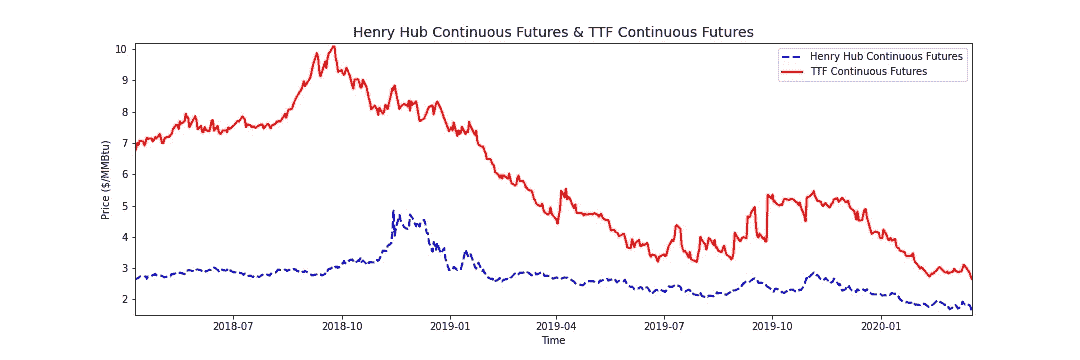 Henry Hub Continuous Futures & TTF Continuous Futures
Henry Hub Continuous Futures
TTF Continuous Futures
Price ($/MMBtu)
10
9
8
7
6
5
4
3
2
2018-07 2018-10 2019-01 2019-04 2019-07 2019-10 2020-01
Time